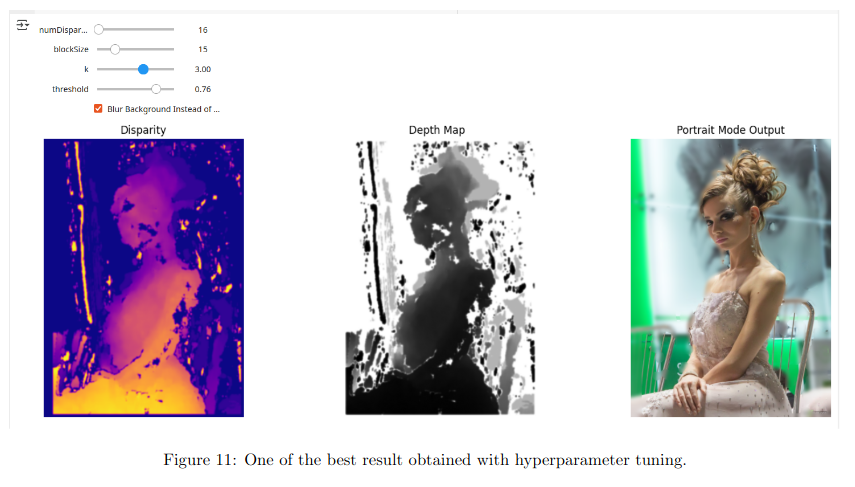 numDispar... 16
blockSize 15
k 3.00
threshold 0.76
Blur Background Instead of ...
Disparity
Depth Map
Portrait Mode Output
Figure 11: One of the best result obtained with hyperparameter tuning.